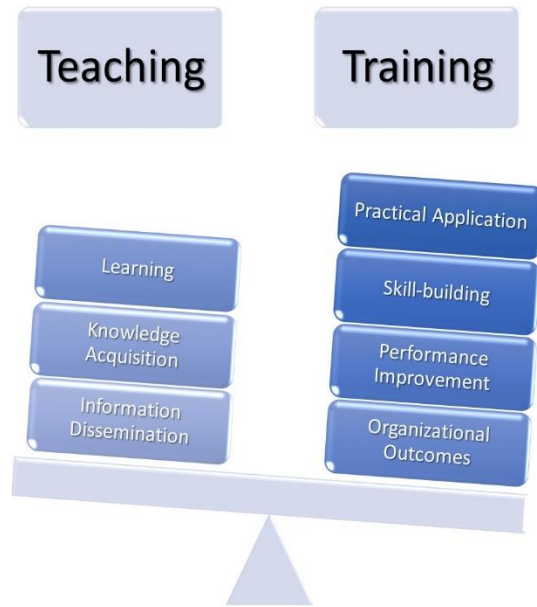 Teaching
Training
Learning
Knowledge
Acquisition
Information
Dissemination
Practical Application
Skill-building
Performance
Improvement
Organizational
Outcomes